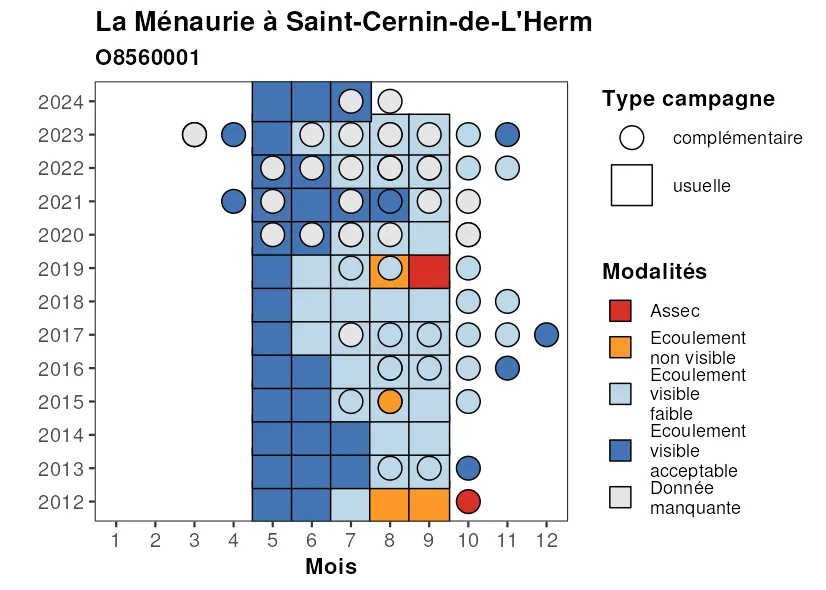 La Ménaurie à Saint-Cernin-de-L'Herm
O8560001
2024
2023
2022
2021
2020
2019
2018
2017
2016
2015
2014
2013
2012
1 2 3 4 5 6 7 8 9 10 11 12
Mois
Type campagne
complémentaire
usuelle
Modalités
Assec
Ecoulement
non visible
Ecoulement
visible
faible
Ecoulement
visible
acceptable
Donnée
manquante